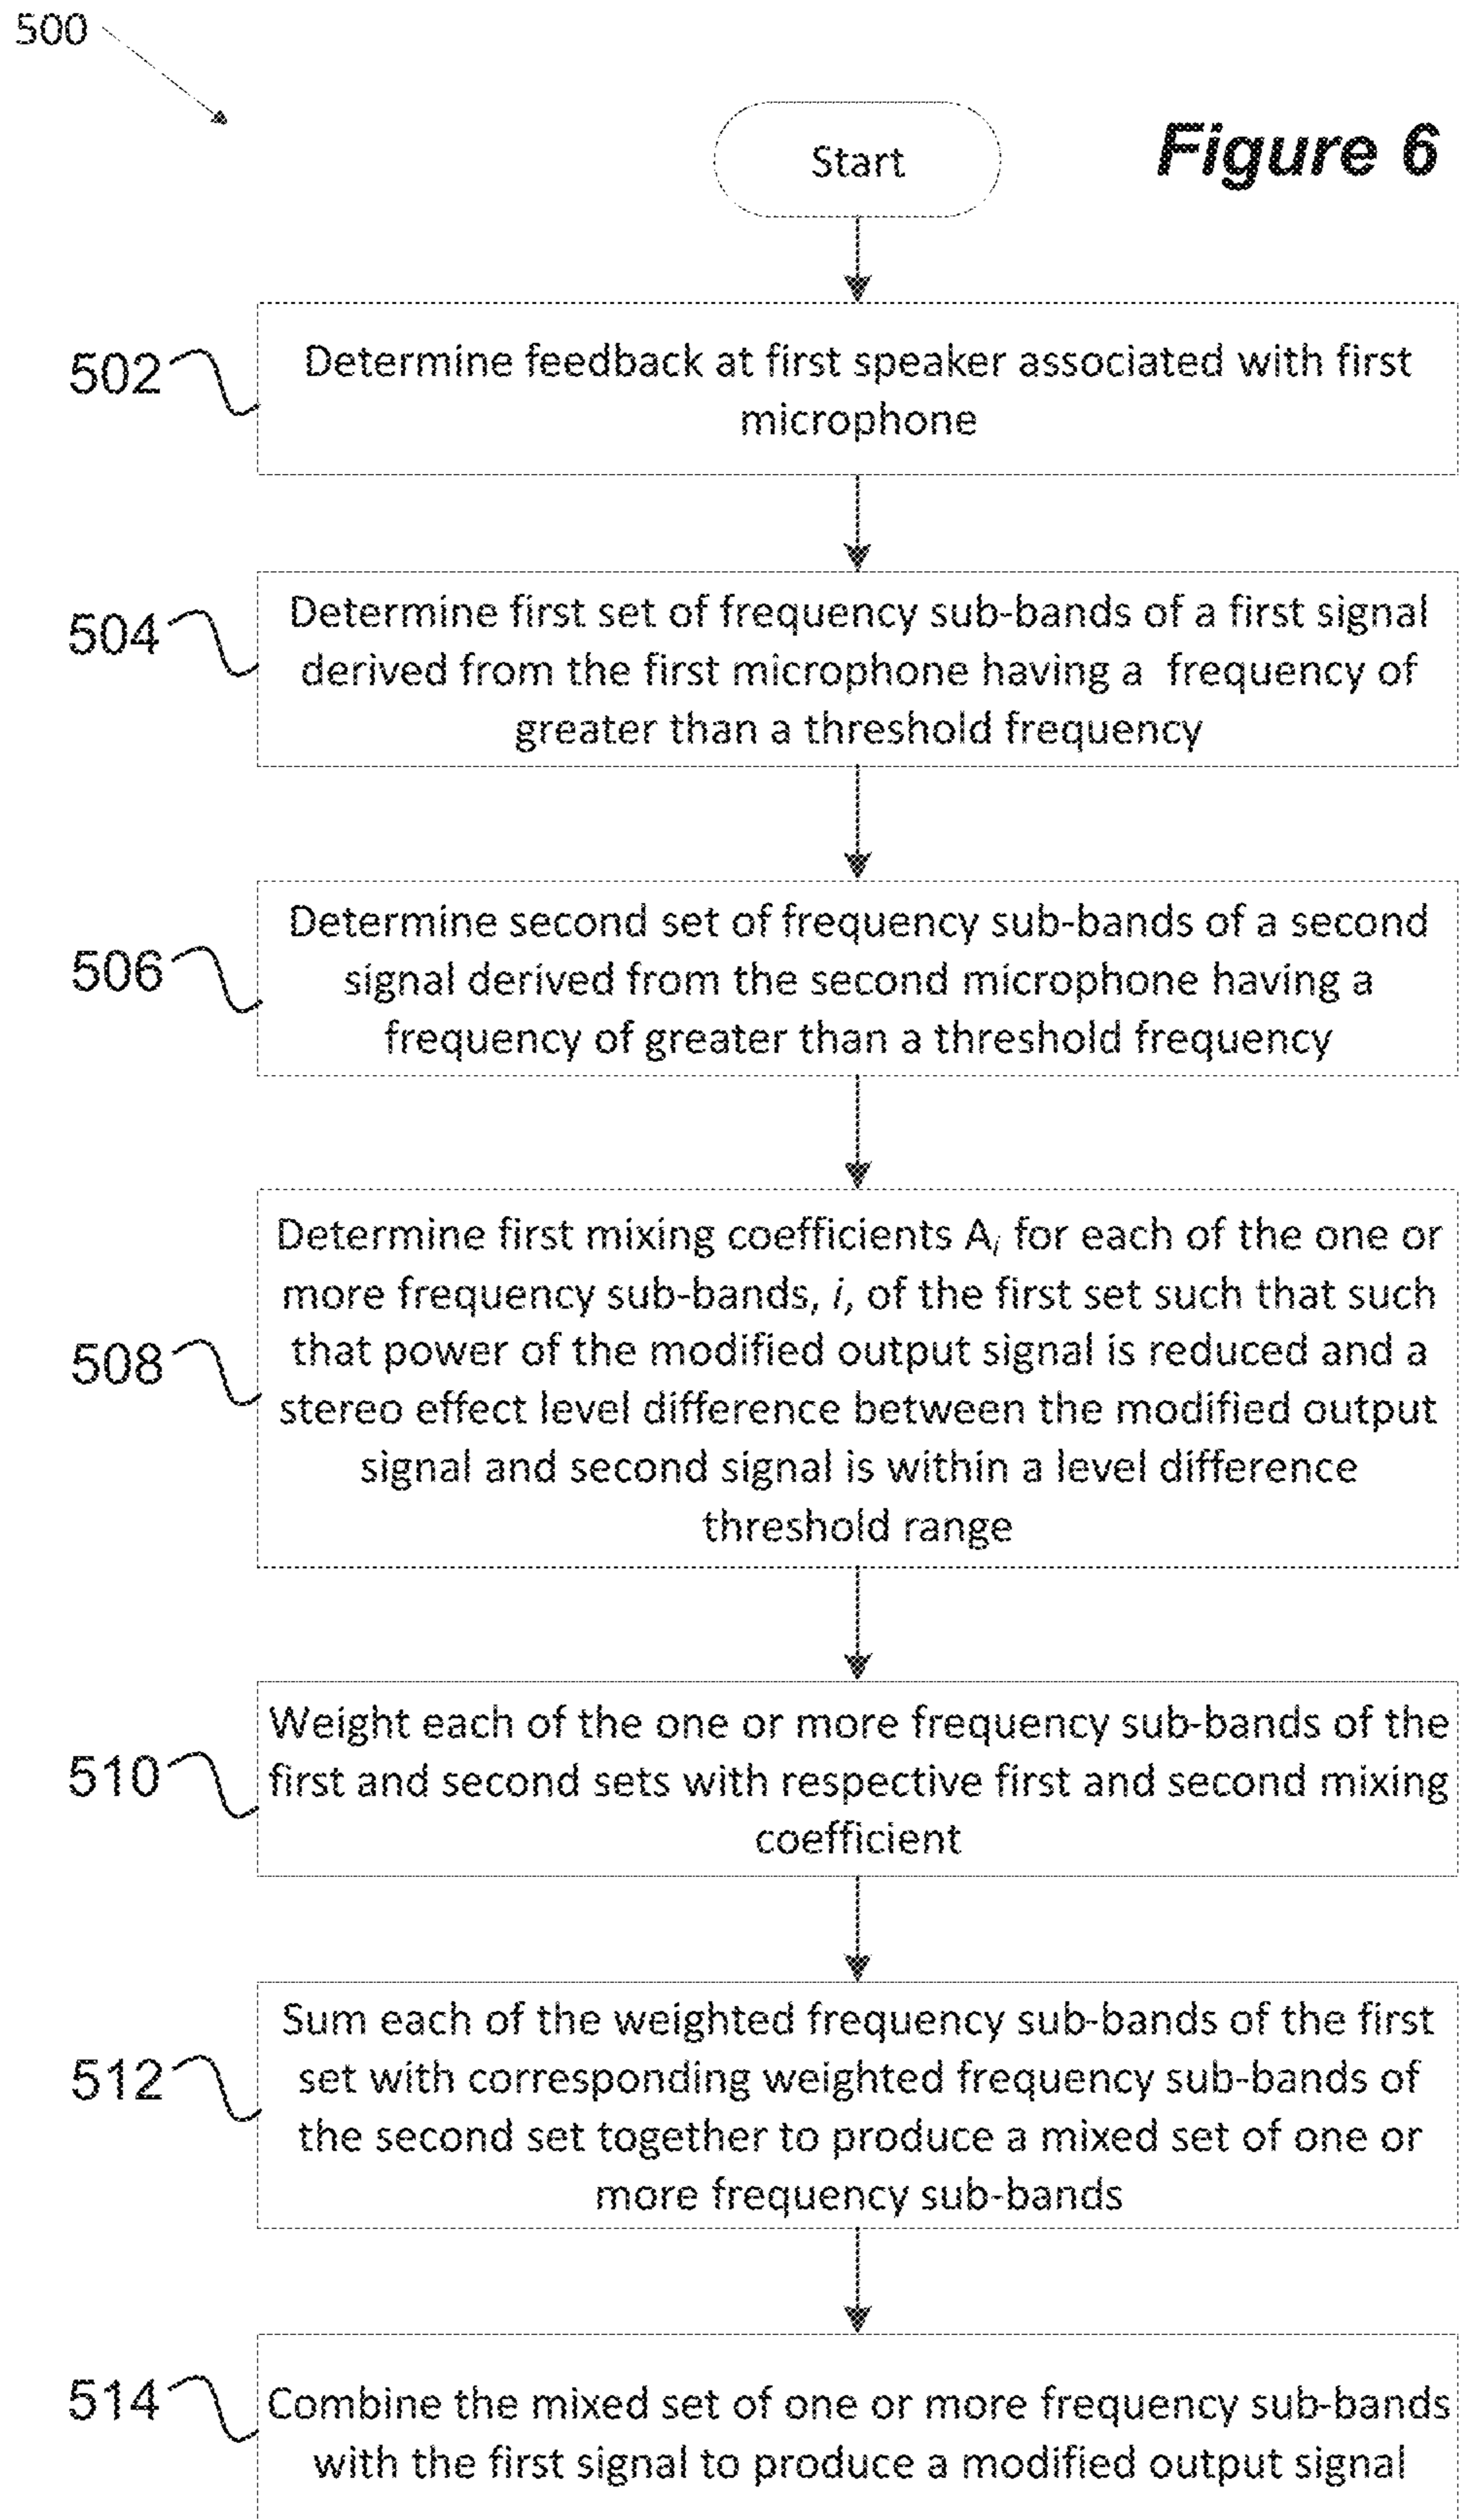 500
Figure 6
Start
502
Determine feedback at first speaker associated with first
microphone
504
Determine first set of frequency sub-bands of a first signal
derived from the first microphone having a frequency of
greater than a threshold frequency
506
Determine second set of frequency sub-bands of a second
signal derived from the second microphone having a
frequency of greater than a threshold frequency
508
Determine first mixing coefficients Ai for each of the one or
more frequency sub-bands, i, of the first set such that such
that power of the modified output signal is reduced and a
stereo effect level difference between the modified output
signal and second signal is within a level difference
threshold range
510
Weight each of the one or more frequency sub-bands of the
first and second sets with respective first and second mixing
coefficient
512
Sum each of the weighted frequency sub-bands of the first
set with corresponding weighted frequency sub-bands of
the second set together to produce a mixed set of one or
more frequency sub-bands
514
Combine the mixed set of one or more frequency sub-bands
with the first signal to produce a modified output signal